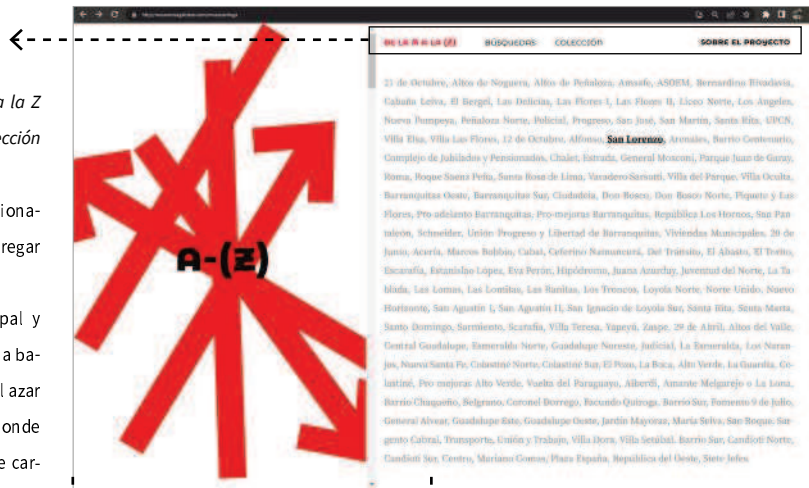 DE LA A A LA (Z) BÚSQUEDAS COLECCIÓN SOBRE EL PROYECTO
a la Z
ección
iona-
regar
pal y
a ba-
l azar
onde
e car-
A-(Z)
21 de Octubre, Altos de Noguera, Altos de Peñaloza, Amsafe, ASOEM, Bernardino Rivadavia,
Cabaña Leiva, El Bergel, Las Delicias, Las Flores I, Las Flores II, Liceo Norte, Los Angeles,
Nueva Pompeya, Peñaloza Norte, Policial, Progreso, San José, San Martín, Santa Rita, UPCN,
Villa Elsa, Villa Las Flores, 12 de Octubre, Alfonso, San Lorenzo, Arenales, Barrio Centenario,
Complejo de Jubilados y Pensionados, Chalet, Estrada, General Mosconi, Parque Juan de Garay,
Roma, Roque Saenz Peña, Santa Rosa de Lima, Varadero Sarsotti, Villa del Parque, Villa Oculta,
Barranquitas Oeste, Barranquitas Sur, Ciudadela, Don Bosco, Don Bosco Norte, Piquete y Las
Flores, Pro adelanto Barranquitas, Pro-mejoras Barranquitas, República Los Hornos, San Pan-
taleón, Schneider, Unión Progreso y Libertad de Barranquitas, Viviendas Municipales, 20 de
Junio, Acería, Marcos Bobbio, Cabal, Ceferino Namuncurá, Del Tránsito, El Abasto, El Treito,
Escarafía, Estanislao López, Eva Perón, Hipódromo, Juana Azurduy, Juventud del Norte, La Ta-
blada, Las Lomas, Las Lomitas, Las Ranitas, Los Troncos, Loyola Norte, Norte Unido, Nuevo
Horizonte, San Agustín I, San Agustín II, San Ignacio de Loyola Sur, Santa Rita, Santa Marta,
Santo Domingo, Sarmiento, Scarafía, Villa Teresa, Yapeyú, Zaspe, 29 de Abril, Altos del Valle,
Central Guadalupe, Esmeralda Norte, Guadalupe Noreste, Judicial, La Esmeralda, Los Naran-
jos, Nueva Santa Fe, Colastiné Norte, Colastiné Sur, El Pozo, La Boca, Alto Verde, La Guardia, Co-
lastiné, Pro mejoras Alto Verde, Vuelta del Paraguayo, Alberdi, Amante Melgarejo o La Lona,
Barrio Chaqueño, Belgrano, Coronel Dorrego, Facundo Quiroga, Barrio Sur, Fomento 9 de Julio,
General Alvear, Guadalupe Este, Guadalupe Oeste, Jardín Mayoraz, María Selva, San Roque, Sar-
gento Cabral, Transporte, Unión y Trabajo, Villa Dora, Villa Setúbal, Barrio Sur, Candioti Norte,
Candioti Sur, Centro, Mariano Comas, Plaza España, República del Oeste, Siete Jefes